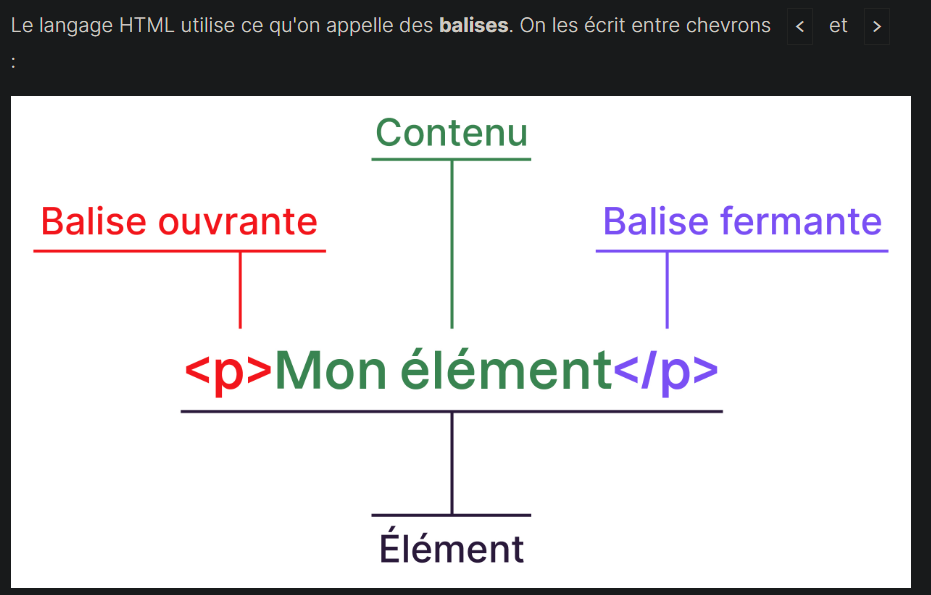 Le langage HTML utilise ce qu'on appelle des balises. On les écrit entre chevrons < et >
:
Contenu
Balise ouvrante
Balise fermante
<p>Mon élément</p>
Élément